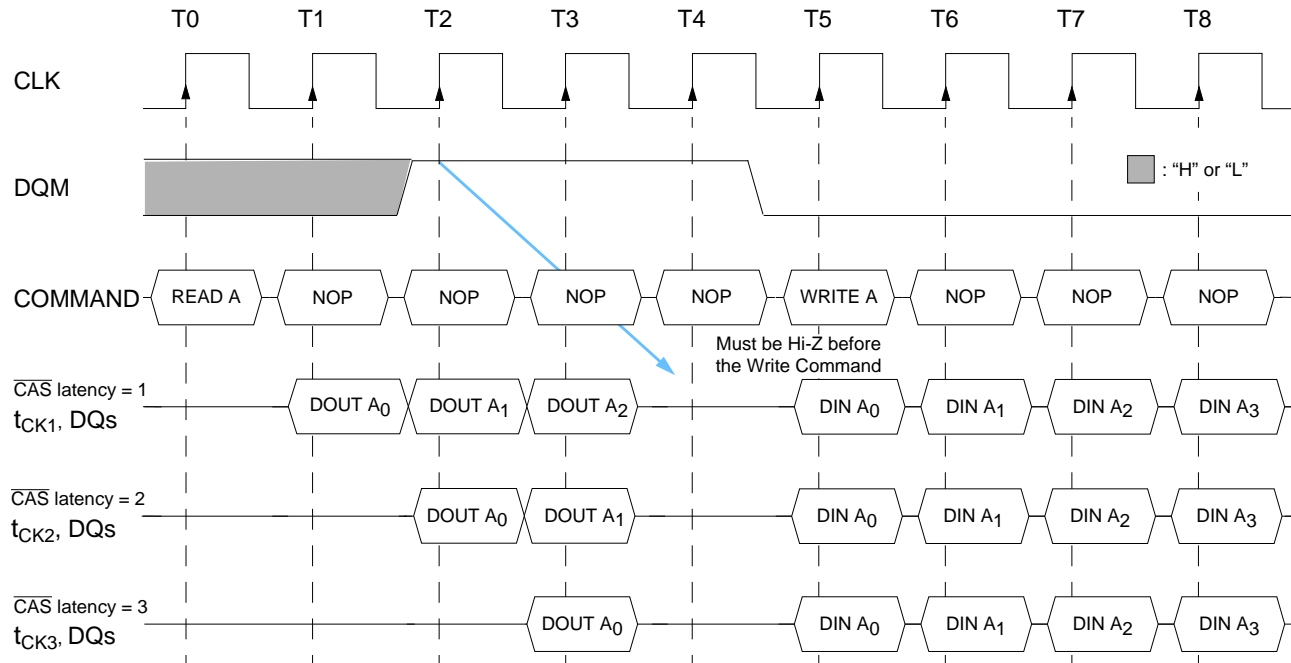 T0 T1 T2 T3 T4 T5 T6 T7 T8
CLK
DQM
: “H” or “L”
COMMAND READ A NOP NOP NOP NOP WRITE A NOP NOP NOP
Must be Hi-Z before
the Write Command
CAS latency = 1
tCK1, DQs
DOUT A0 DOUT A1 DOUT A2 DIN A0 DIN A1 DIN A2 DIN A3
CAS latency = 2
tCK2, DQs
DOUT A0 DOUT A1 DIN A0 DIN A1 DIN A2 DIN A3
CAS latency = 3
tCK3, DQs
DOUT A0 DIN A0 DIN A1 DIN A2 DIN A3